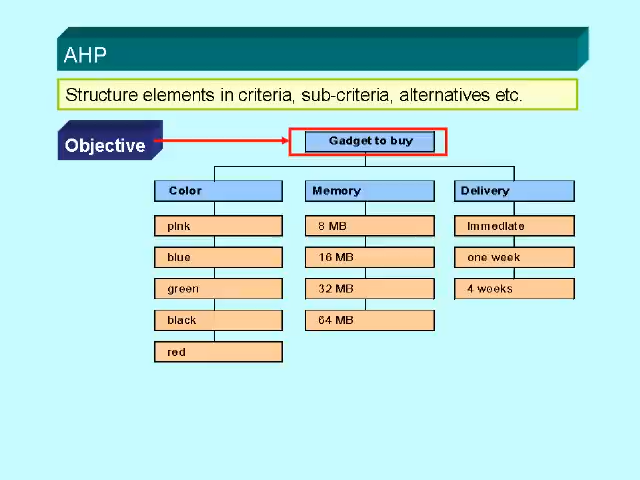 AHP
Structure elements in criteria, sub-criteria, alternatives etc.
Objective
Gadget to buy
Color
Memory
Delivery
pink
8 MB
Immediate
blue
16 MB
one week
green
32 MB
4 weeks
black
64 MB
red